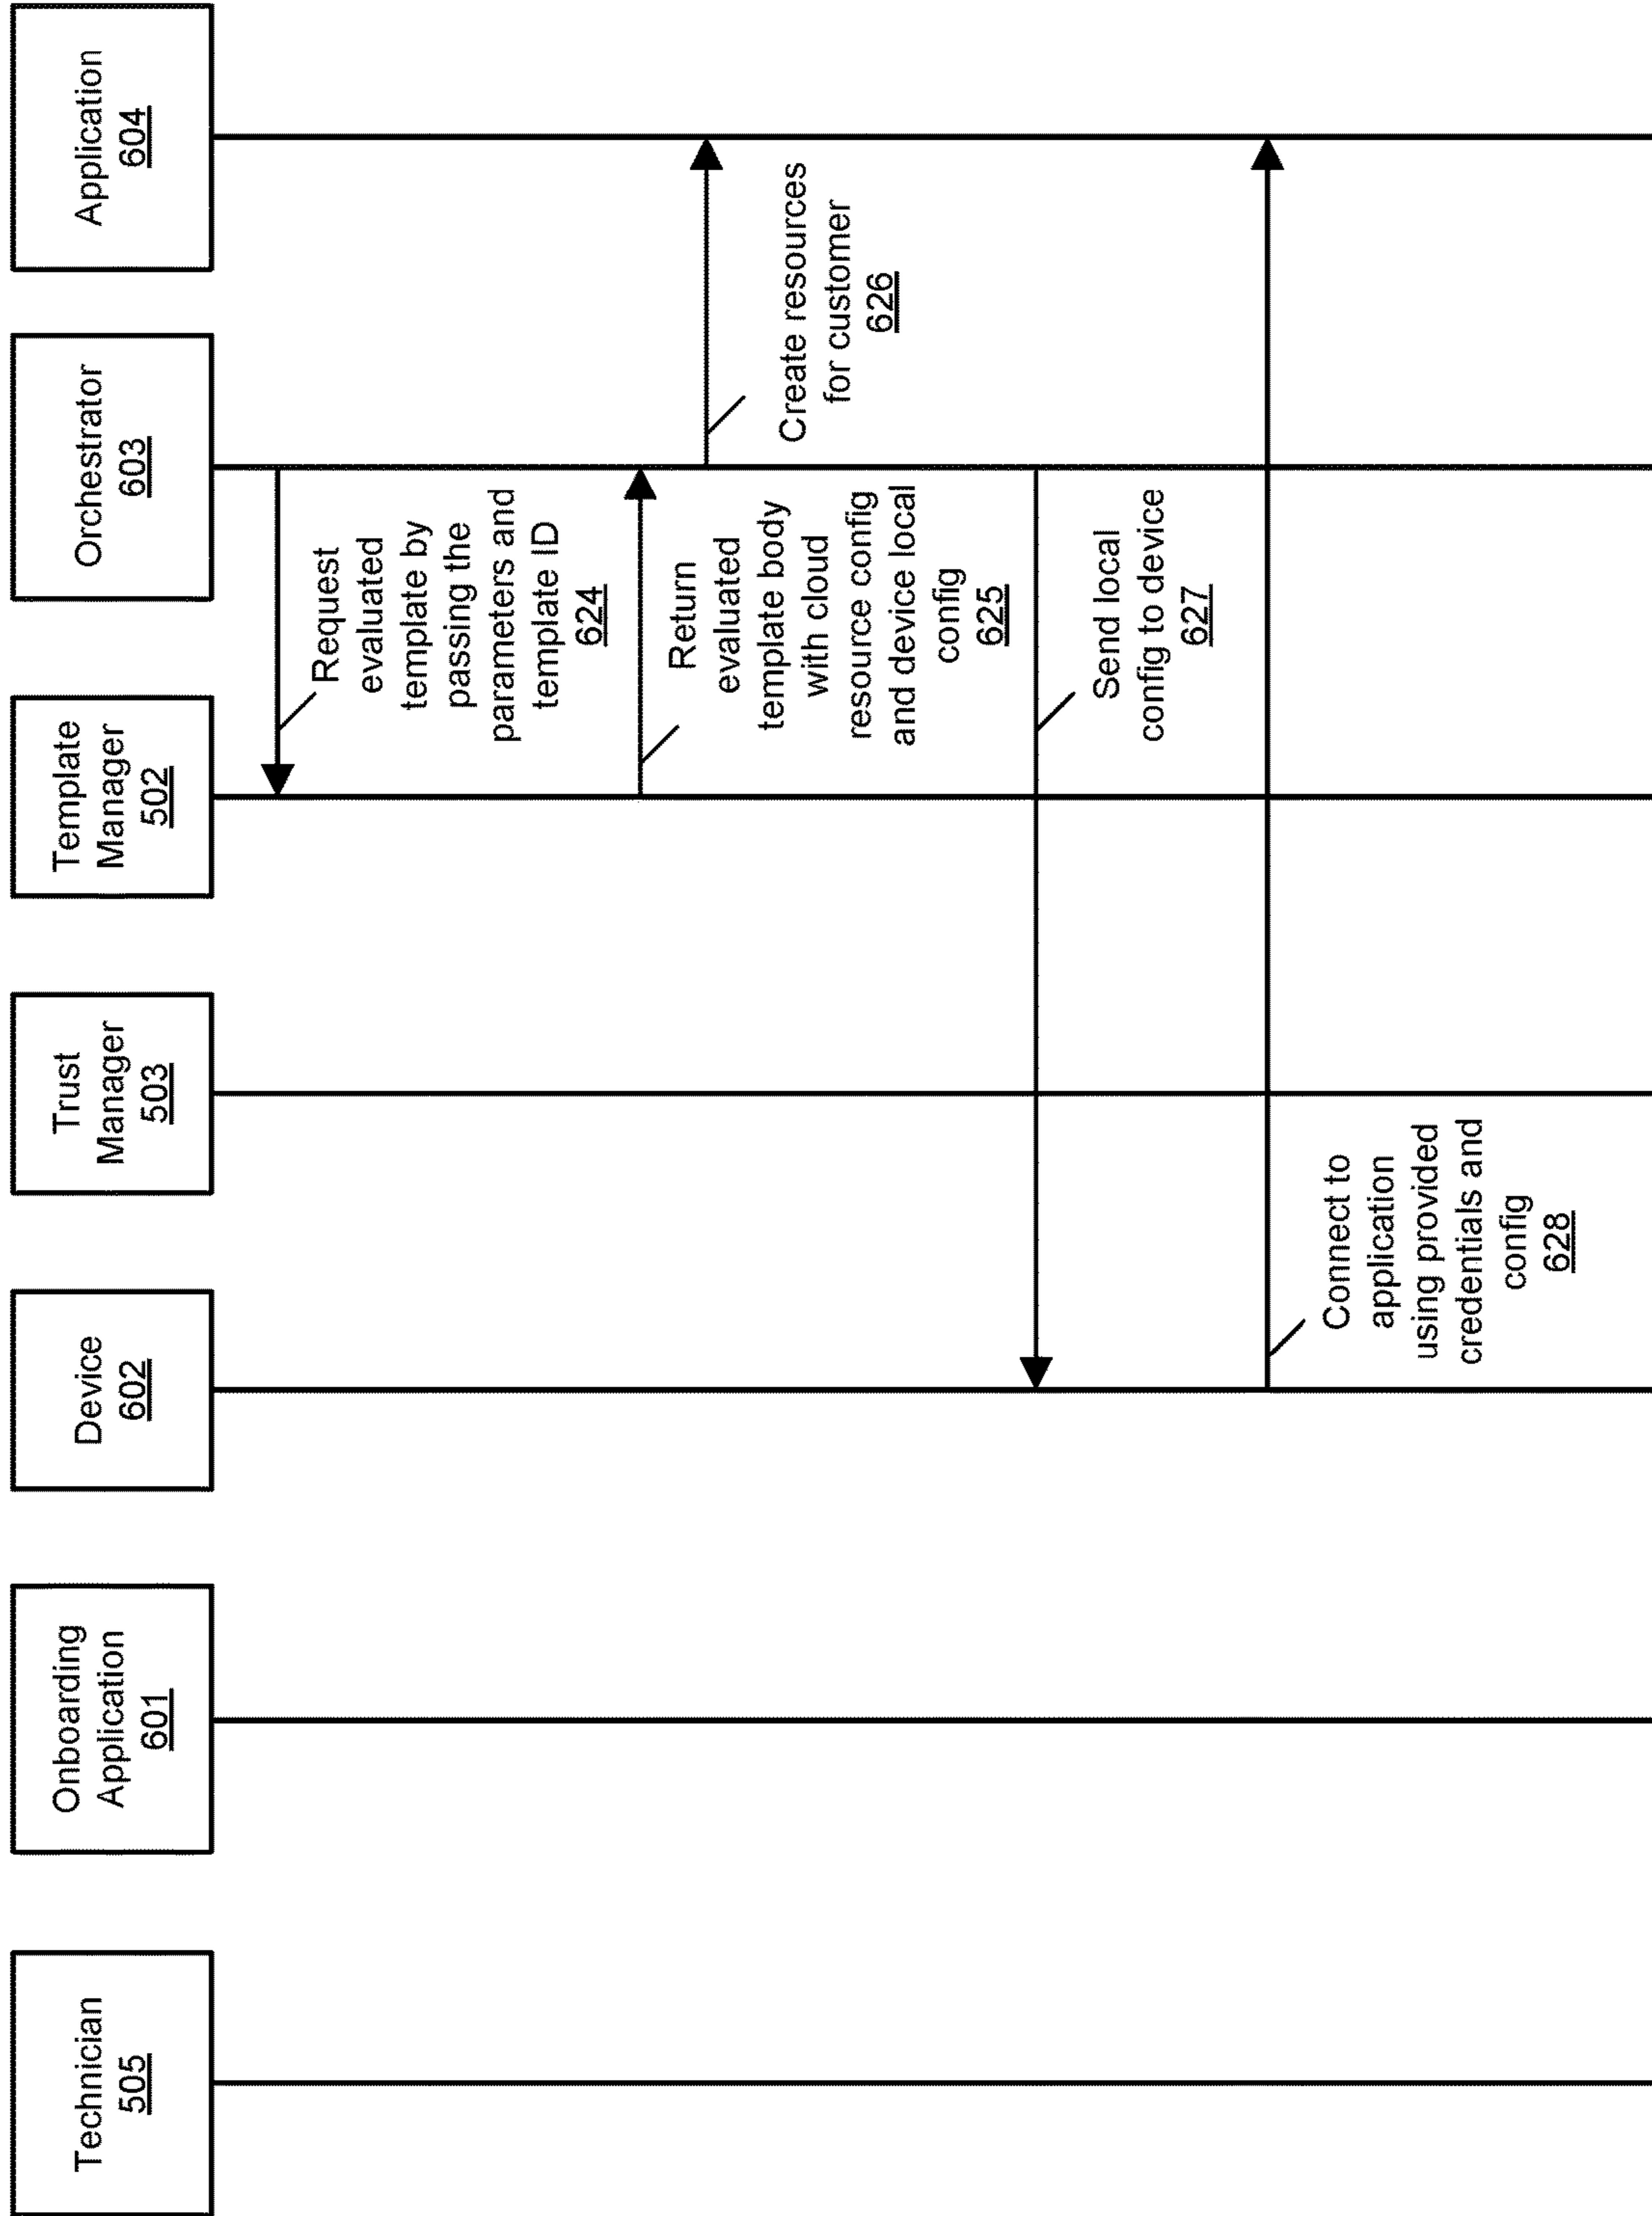 Technician
505
Onboarding
Application
601
Device
602
Trust
Manager
503
Template
Manager
502
Orchestrator
603
Application
604
Request
evaluated
template by
passing the
parameters and
template ID
624
Return
evaluated
template body
with cloud
resource config
and device local
config
625
Create resources
for customer
626
Send local
config to device
627
Connect to
application
using provided
credentials and
config
628